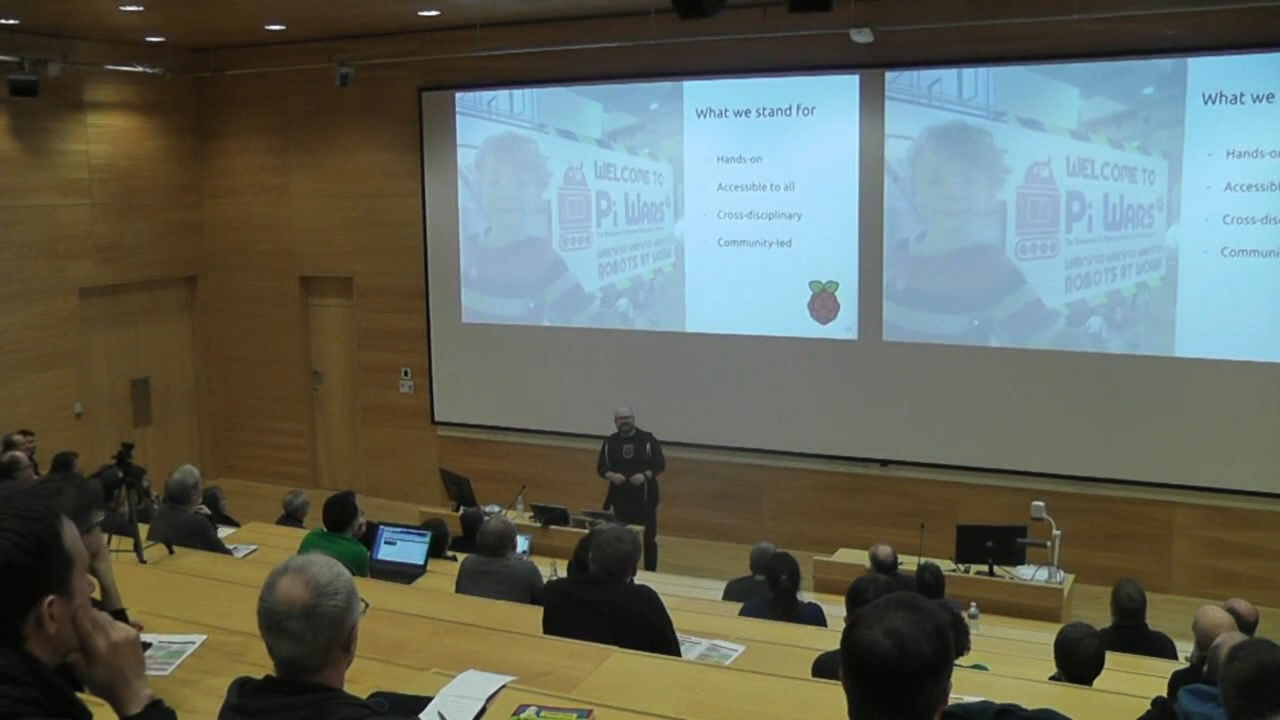 What we stand for
- Hands-on
- Accessible to all
- Cross-disciplinary
- Community-led
WELCOME TO
Pi WARS
ROBOTS AT WORK
What we
- Hands-on
- Accessibl
- Cross-disc
- Communi
WELCOME TO
Pi WARS
ROBOTS AT WORK